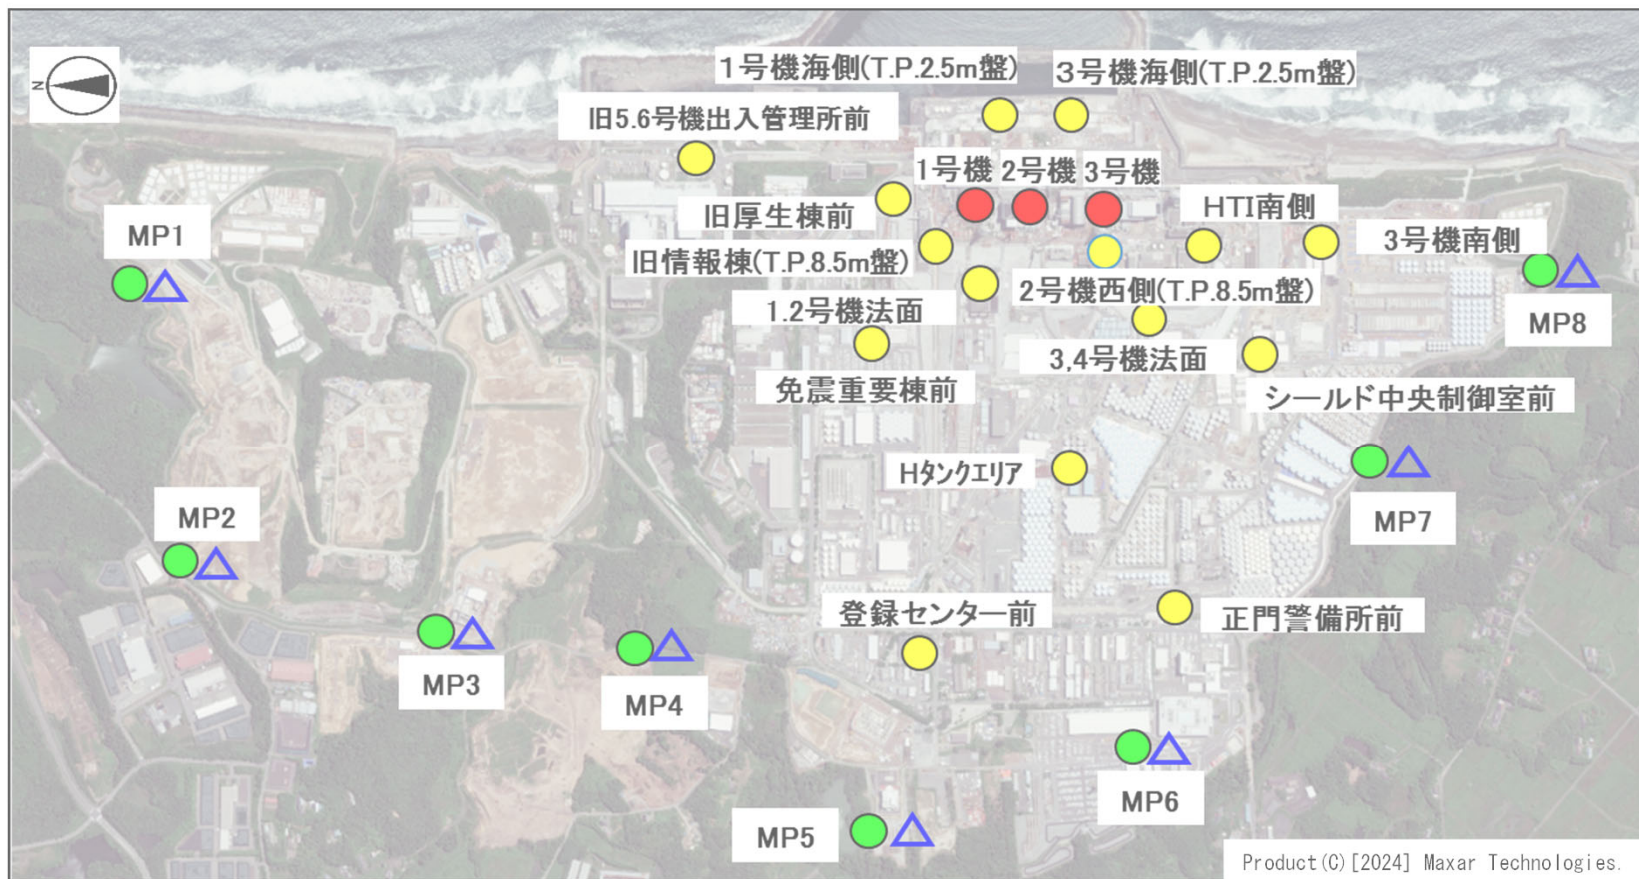 1号機海側(T.P.2.5m盤)
3号機海側(T.P.2.5m盤)
N
旧5.6号機出入管理所前
1号機
2号機
3号機
旧厚生棟前
HTI南側
MP1
3号機南側
旧情報棟(T.P.8.5m盤)
2号機西側(T.P.8.5m盤)
1.2号機法面
MP8
3,4号機法面
免震重要棟前
シールド中央制御室前
Hタンクエリア
MP2
MP7
登録センター前
正門警備所前
MP3
MP4
MP6
MP5
Product(C)[2024] Maxar Technologies.